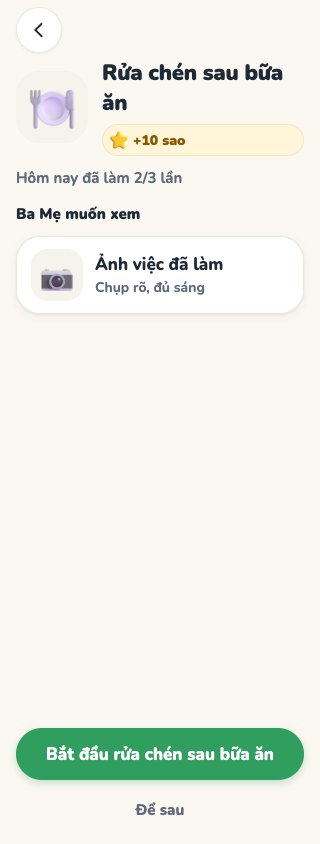 Rửa chén sau bữa
ăn
+10 sao
Hôm nay đã làm 2/3 lần
Ba Mẹ muốn xem
Ảnh việc đã làm
Chụp rõ, đủ sáng
Bắt đầu rửa chén sau bữa ăn
Để sau